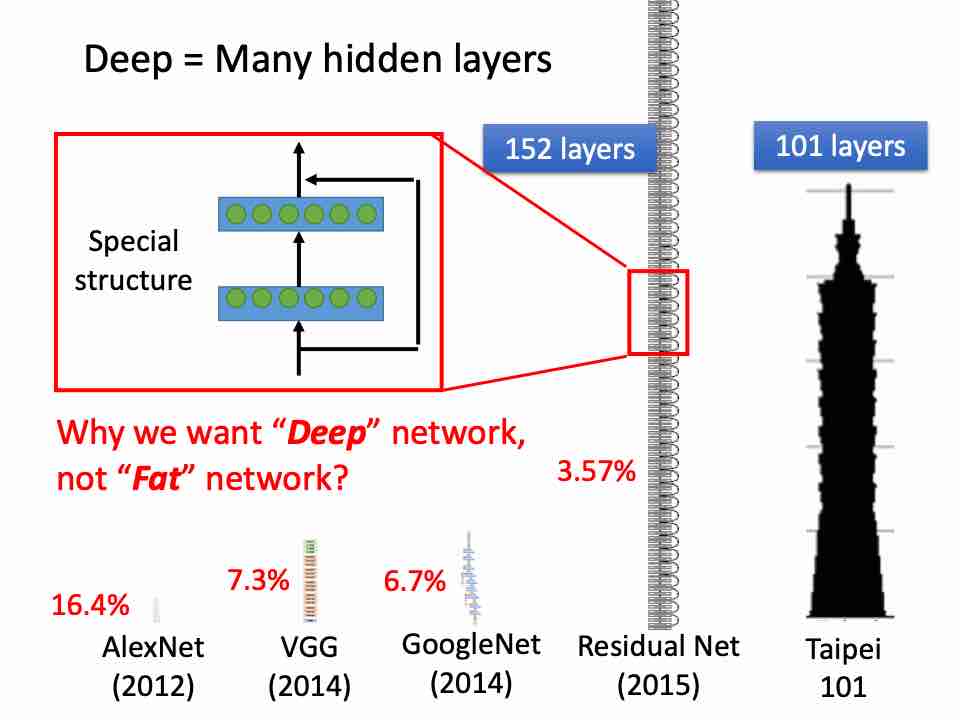 Deep = Many hidden layers
152 layers
101 layers
Special
structure
Why we want “Deep” network,
not “Fat” network?
3.57%
7.3%
6.7%
16.4%
AlexNet
(2012)
VGG
(2014)
GoogleNet
(2014)
Residual Net
(2015)
Taipei
101